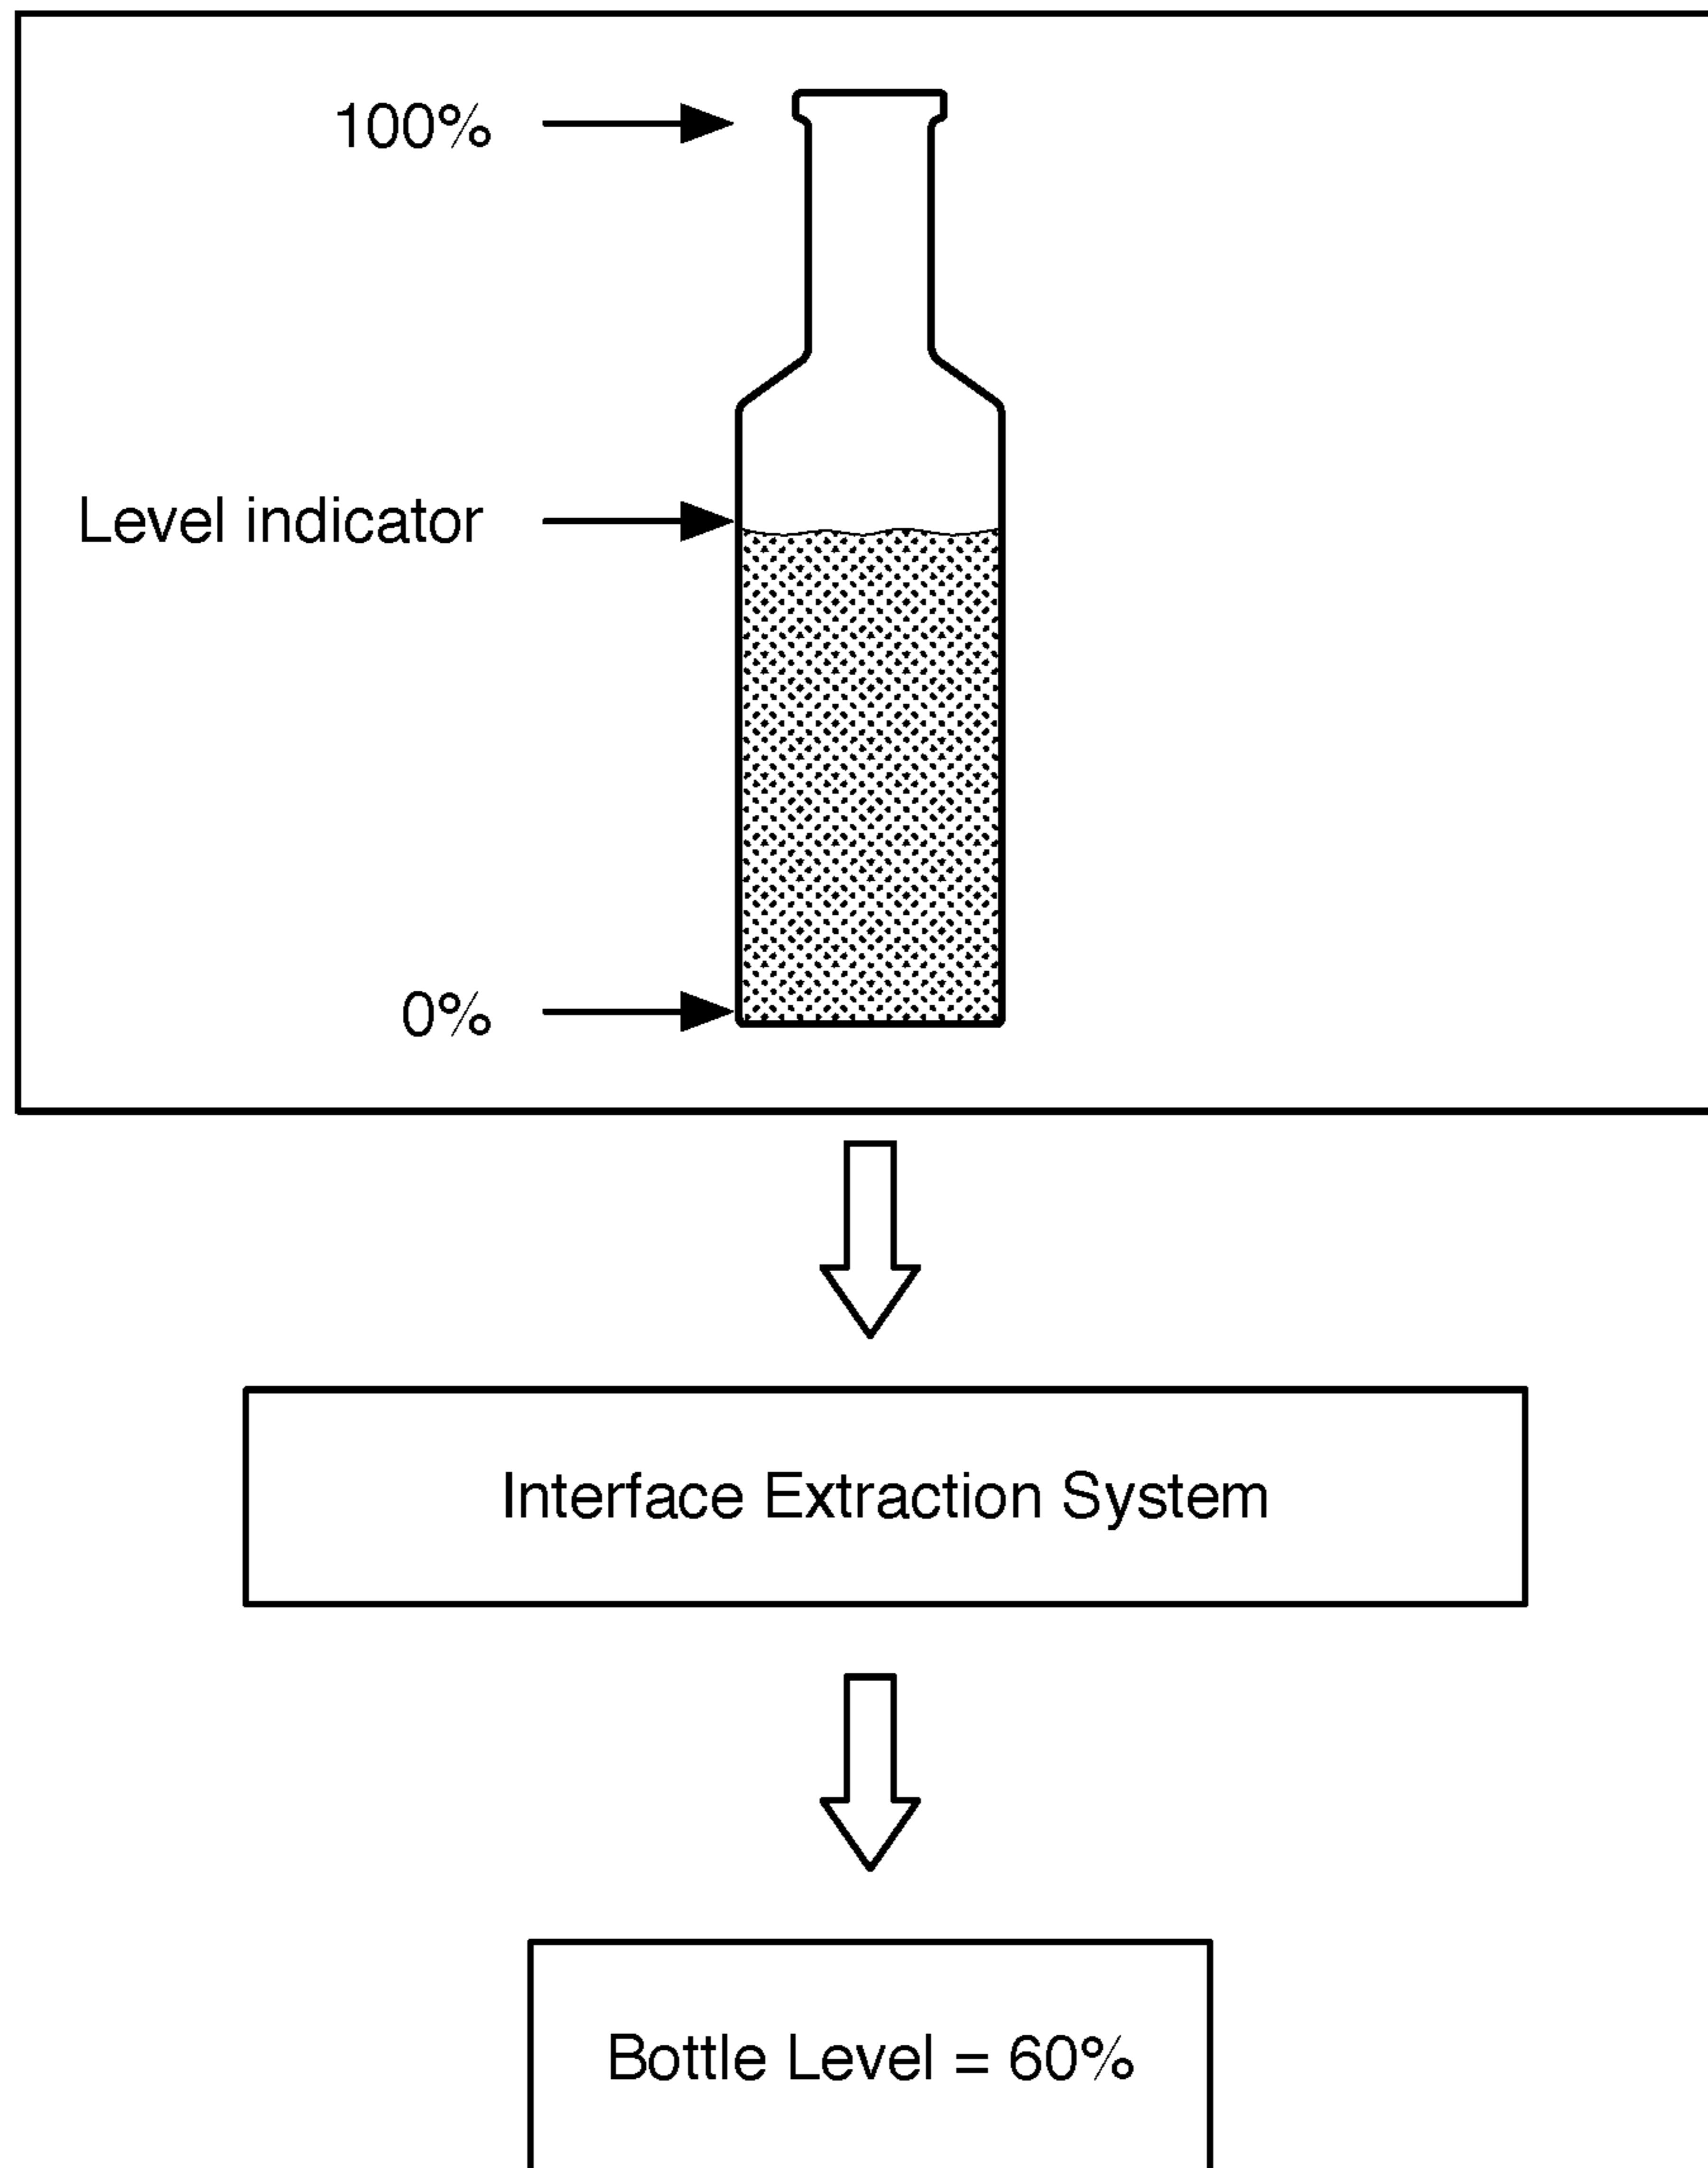 100%
Level indicator
0%
Interface Extraction System
Bottle Level = 60%